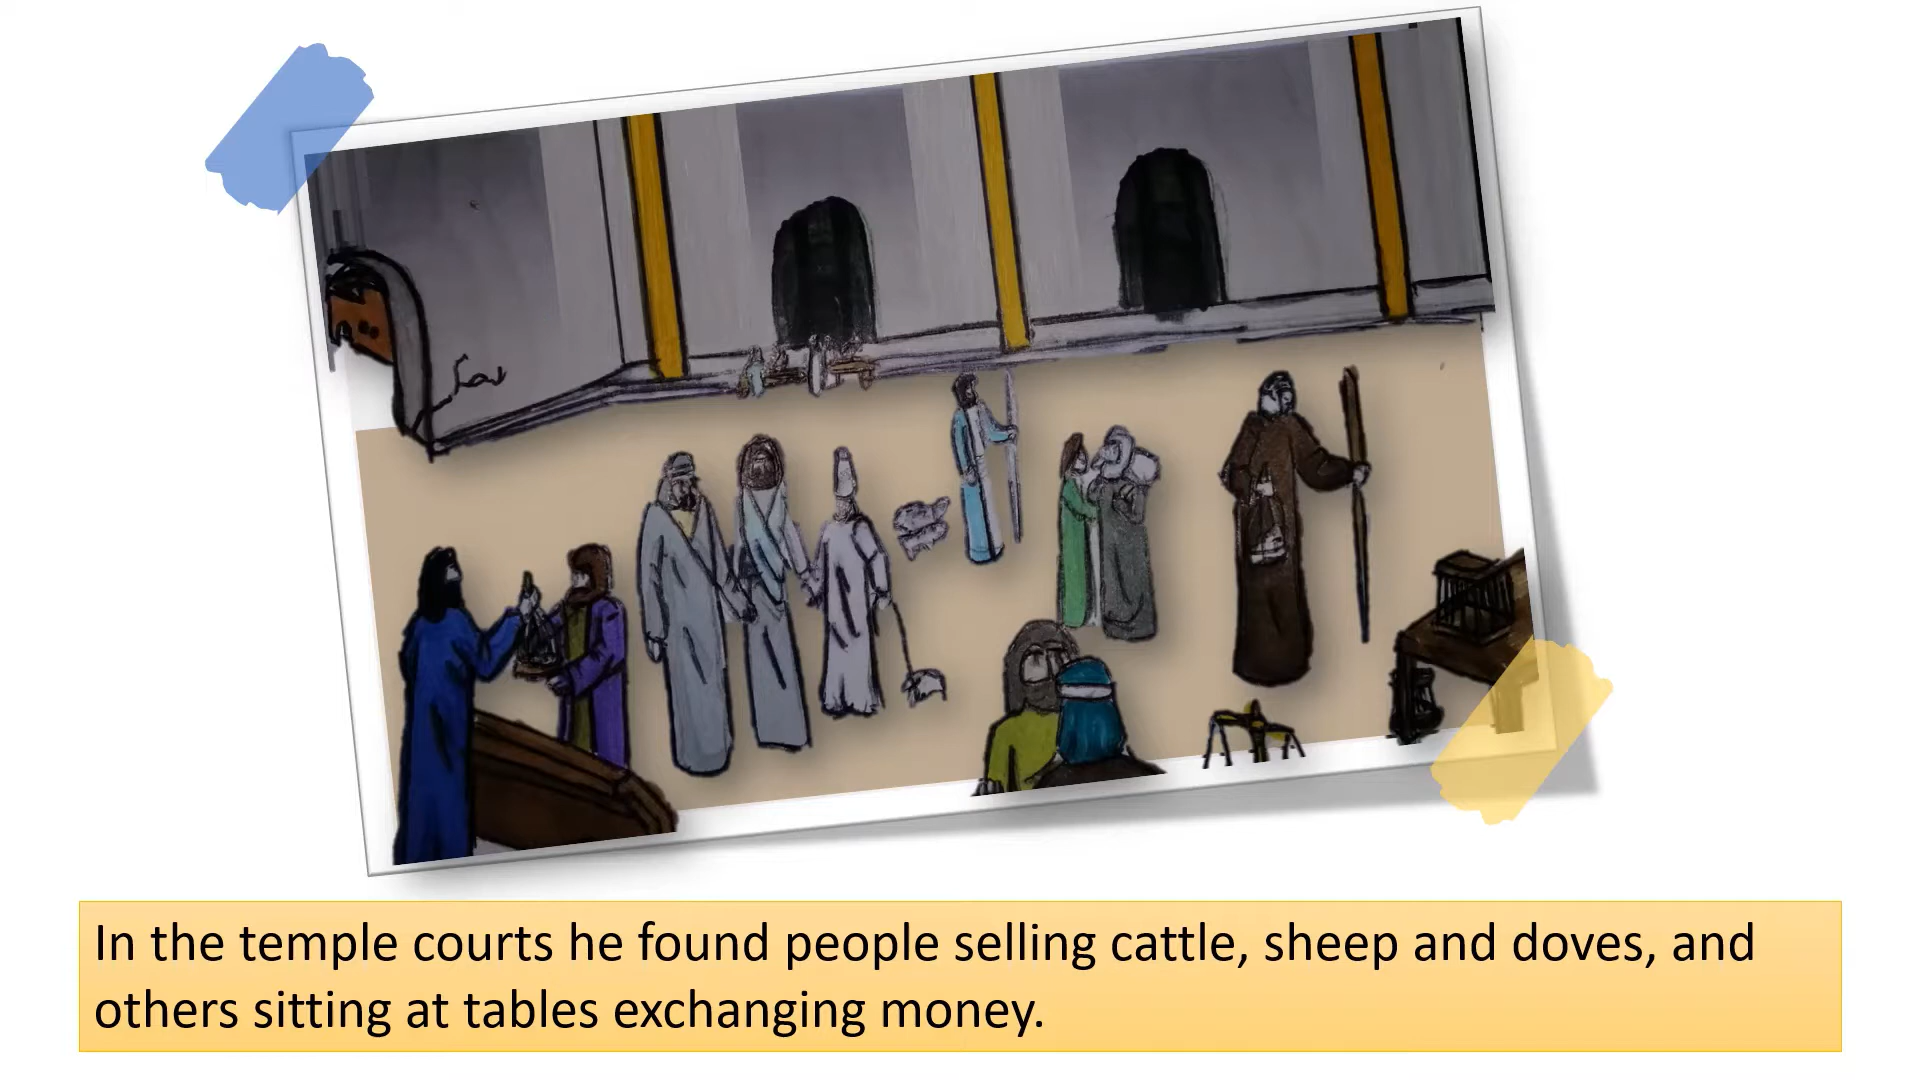 In the temple courts he found people selling cattle, sheep and doves, and
others sitting at tables exchanging money.